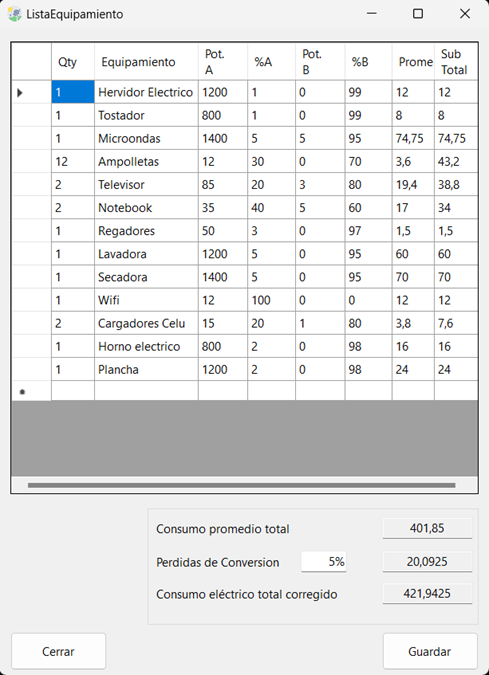 ListaEquipamiento
Qty Equipamiento Pot. A %A Pot. B %B Prome Sub Total
1 Hervidor Electrico 1200 1 0 99 12 12
1 Tostador 800 1 0 99 8 8
1 Microondas 1400 5 5 95 74,75 74,75
12 Ampolletas 12 30 0 70 3,6 43,2
2 Televisor 85 20 3 80 19,4 38,8
2 Notebook 35 40 5 60 17 34
1 Regadores 50 3 0 97 1,5 1,5
1 Lavadora 1200 5 0 95 60 60
1 Secadora 1400 5 0 95 70 70
1 Wifi 12 100 0 0 12 12
2 Cargadores Celu 15 20 1 80 3,8 7,6
1 Horno electrico 800 2 0 98 16 16
1 Plancha 1200 2 0 98 24 24
Consumo promedio total 401,85
Perdidas de Conversion 5% 20,0925
Consumo eléctrico total corregido 421,9425
Cerrar Guardar